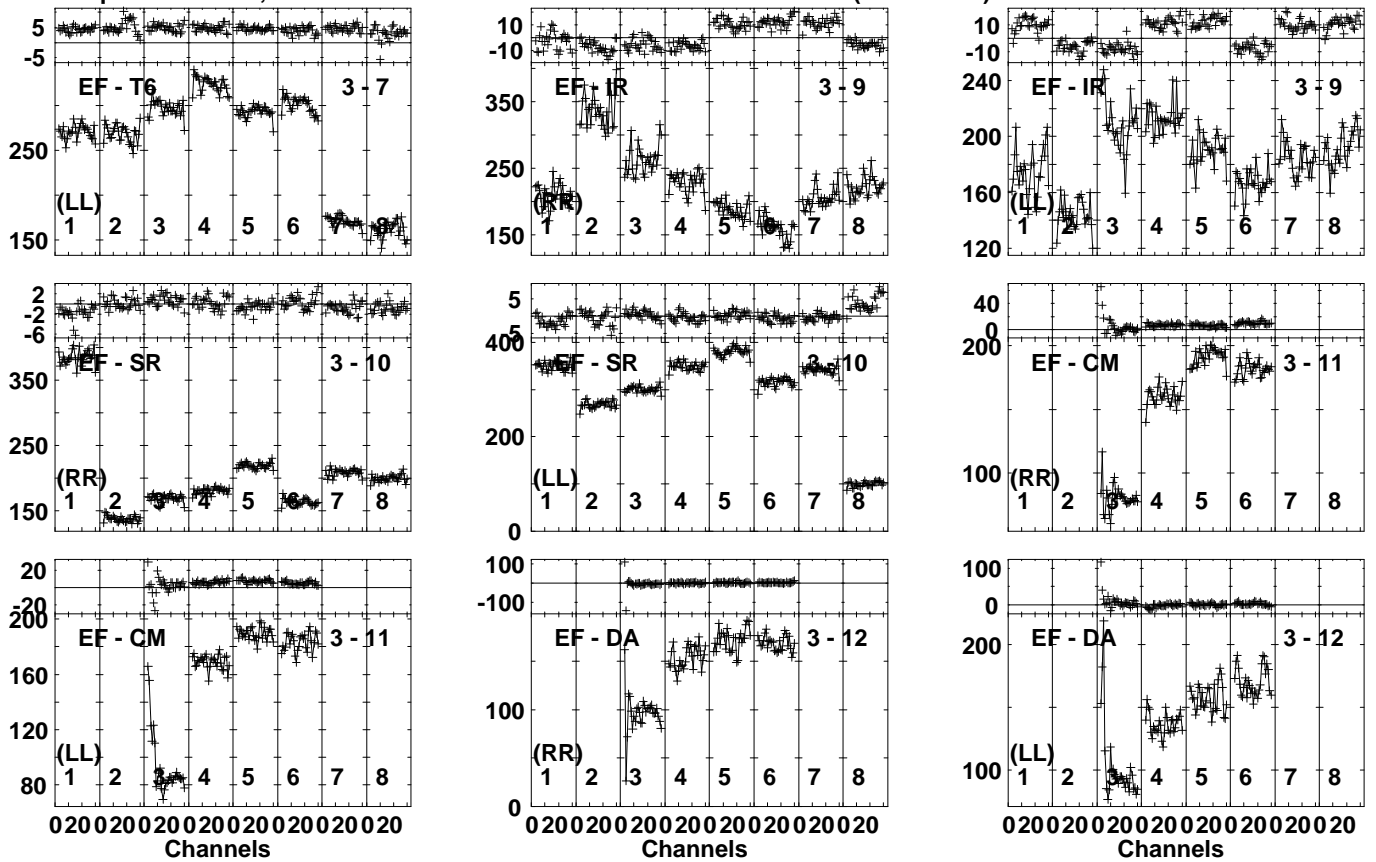 5 -5
EF - T6 3 - 7
250
(LL)
1 2 3 4 5 6 7 8
150
10 -10
350
EF - IR 3 - 9
250
(RR)
1 2 3 4 5 6 7 8
150
10 -10
240
EF - IR 3 - 9
200
160
(LL)
1 2 3 4 5 6 7 8
120
2 -2 -6
350
EF - SR 3 - 10
250
(RR)
1 2 3 4 5 6 7 8
150
5 -5
400
EF - SR 3 - 10
200
(LL)
1 2 3 4 5 6 7 8
0
40 0
200
EF - CM 3 - 11
100
(RR)
1 2 3 4 5 6 7 8
20 -20
200
EF - CM 3 - 11
160
120
(LL)
80
1 2 3 4 5 6 7 8
0 20 0 20 0 20 0 20 0 20 0 20 0 20 0 20
Channels
100 -100
EF - DA 3 - 12
100
(RR)
1 2 3 4 5 6 7 8
0
0 20 0 20 0 20 0 20 0 20 0 20 0 20 0 20
Channels
100 0
200
EF - DA 3 - 12
100
(LL)
1 2 3 4 5 6 7 8
0 20 0 20 0 20 0 20 0 20 0 20 0 20 0 20
Channels